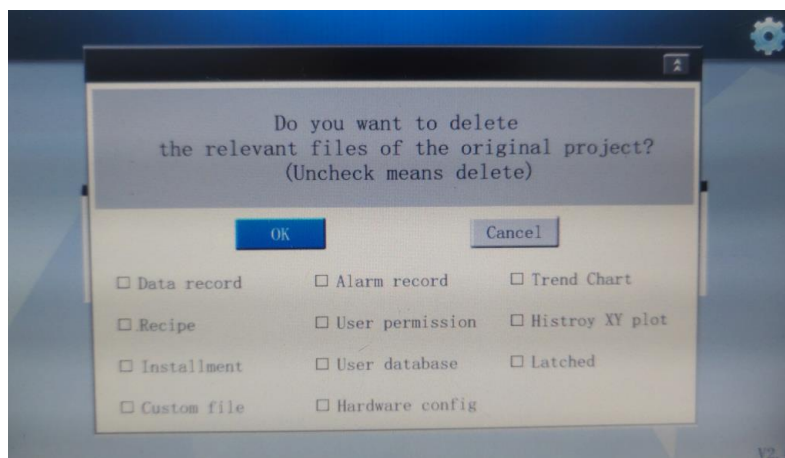 Do you want to delete
the relevant files of the original project?
(Uncheck means delete)
OK Cancel
Data record Alarm record Trend Chart
Recipe User permission Histroy XY plot
Installment User database Latched
Custom file Hardware config
V2.